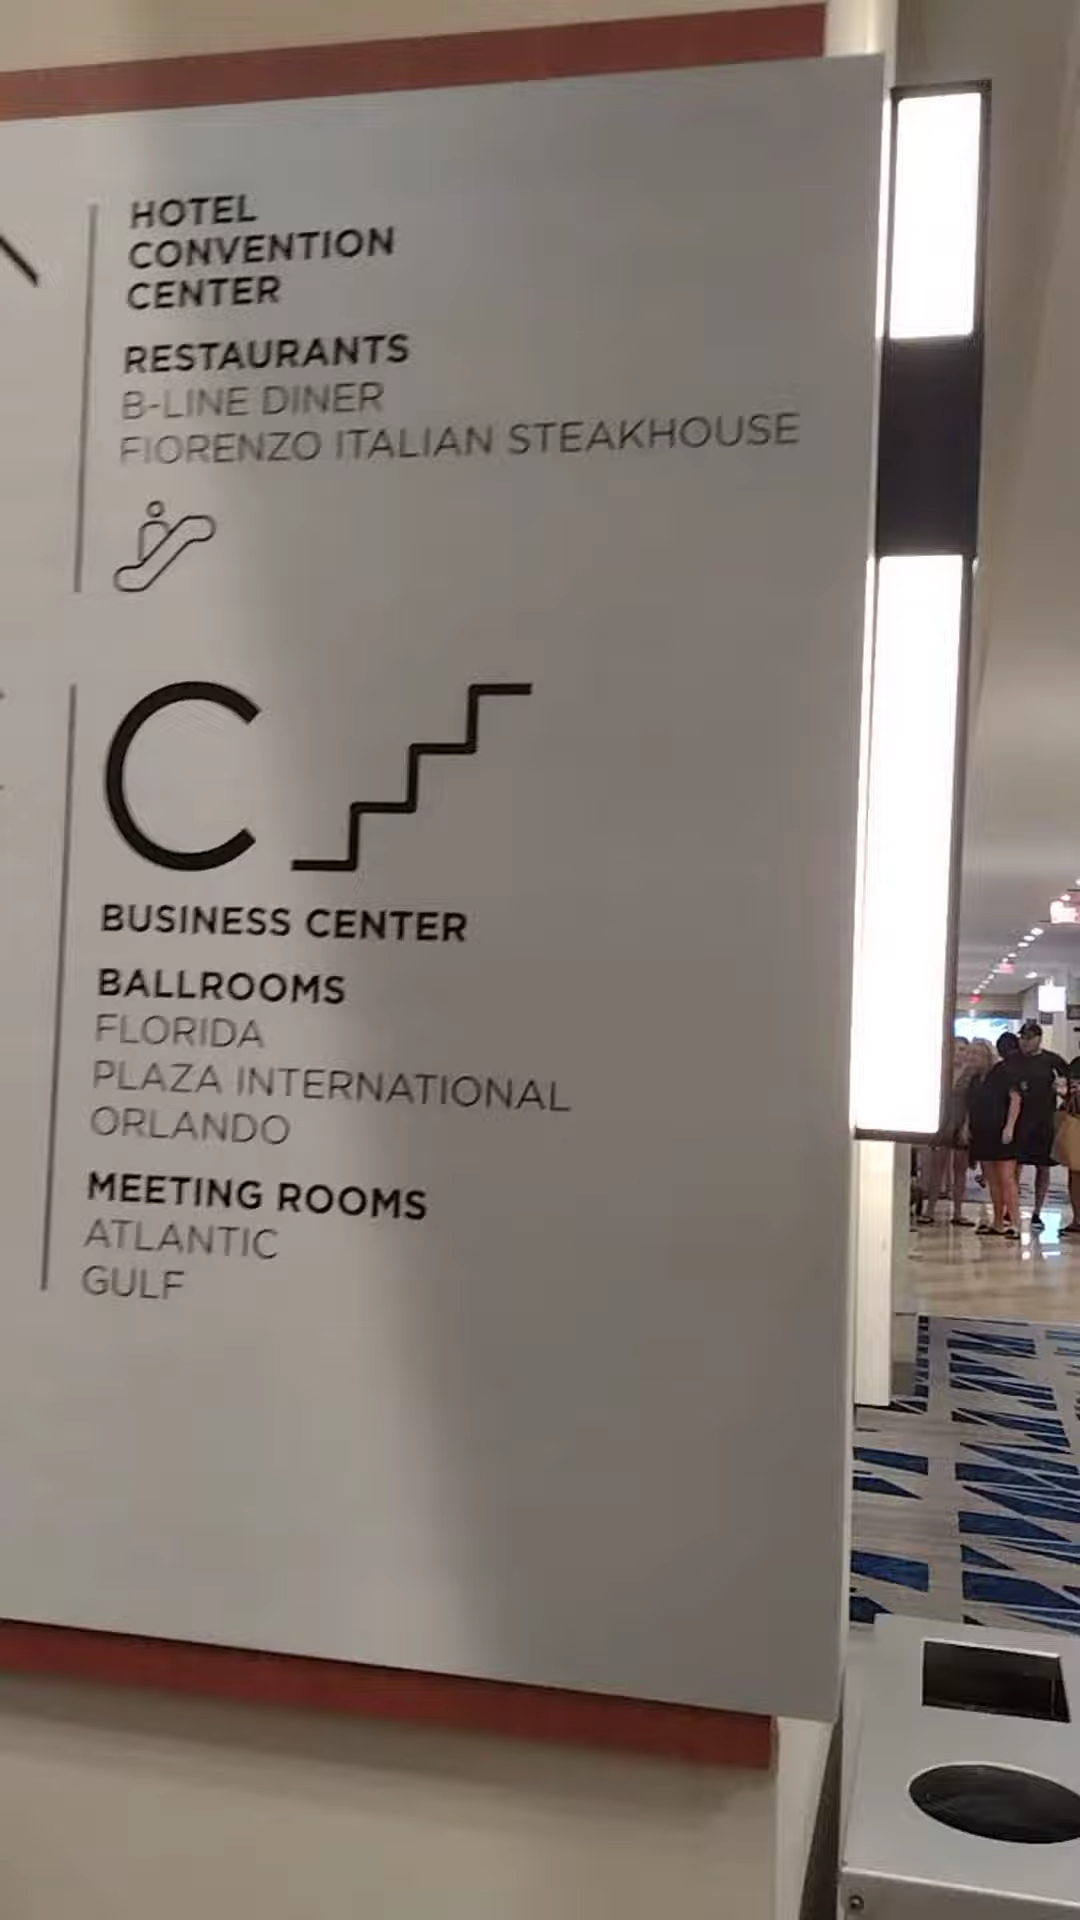 HOTEL
CONVENTION
CENTER
RESTAURANTS
B-LINE DINER
FIORENZO ITALIAN STEAKHOUSE
C
BUSINESS CENTER
BALLROOMS
FLORIDA
PLAZA INTERNATIONAL
ORLANDO
MEETING ROOMS
ATLANTIC
GULF